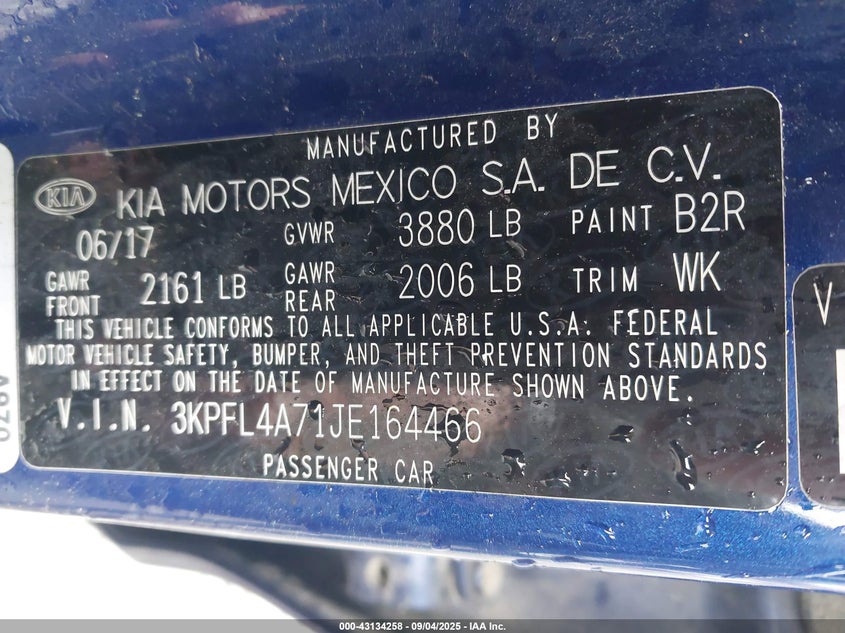 MANUFACTURED BY
KIA KIA MOTORS MEXICO S.A. DE C.V.
06/17 GVWR 3880 LB PAINT B2R
GAWR FRONT 2161 LB GAWR REAR 2006 LB TRIM WK
THIS VEHICLE CONFORMS TO ALL APPLICABLE U.S.A. FEDERAL
MOTOR VEHICLE SAFETY, BUMPER, AND THEFT PREVENTION STANDARDS
IN EFFECT ON THE DATE OF MANUFACTURE SHOWN ABOVE.
V.I.N. 3KPFL4A71JE164466
PASSENGER CAR
V
000-43134258 - 09/04/2025 - IAA Inc.